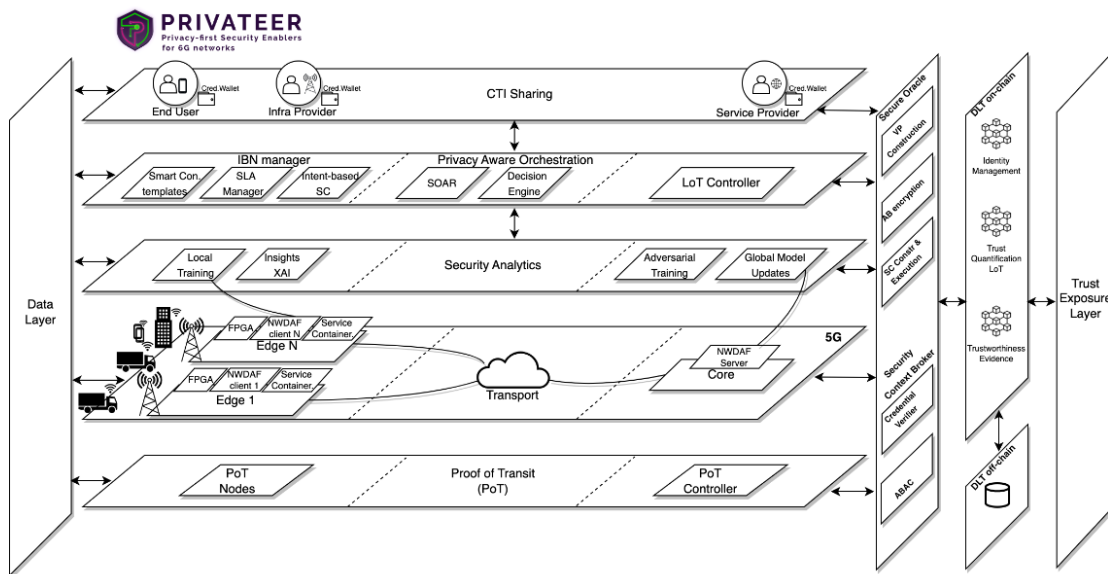 PRIVATEER
Privacy-first Security Enablers
for 6G networks
Cred.Wallet
End User
Cred.Wallet
Infra Provider
CTI Sharing
Cred.Wallet
Service Provider
IBN manager
Smart Con.
templates
SLA
Manager
Intent-based
SC
Privacy Aware Orchestration
SOAR
Decision
Engine
LoT Controller
Local
Training
Insights
XAI
Security Analytics
Adversarial
Training
Global Model
Updates
Data
Layer
FPGA
NWDAF
client N
Service
Container.
Edge N
FPGA
NWDAF
client 1
Service
Container.
Edge 1
Transport
5G
NWDAF
Server
Core
PoT
Nodes
Proof of Transit
(PoT)
PoT
Controller
Secure Oracle
VP
Construction
AB encryption
SC Constr &
Execution
Security
Context Broker
Credential
Verifier
ABAC
DLT on-chain
Identity
Management
Trust
Quantification
LoT
Trustworthiness
Evidence
DLT off-chain
Trust
Exposure
Layer